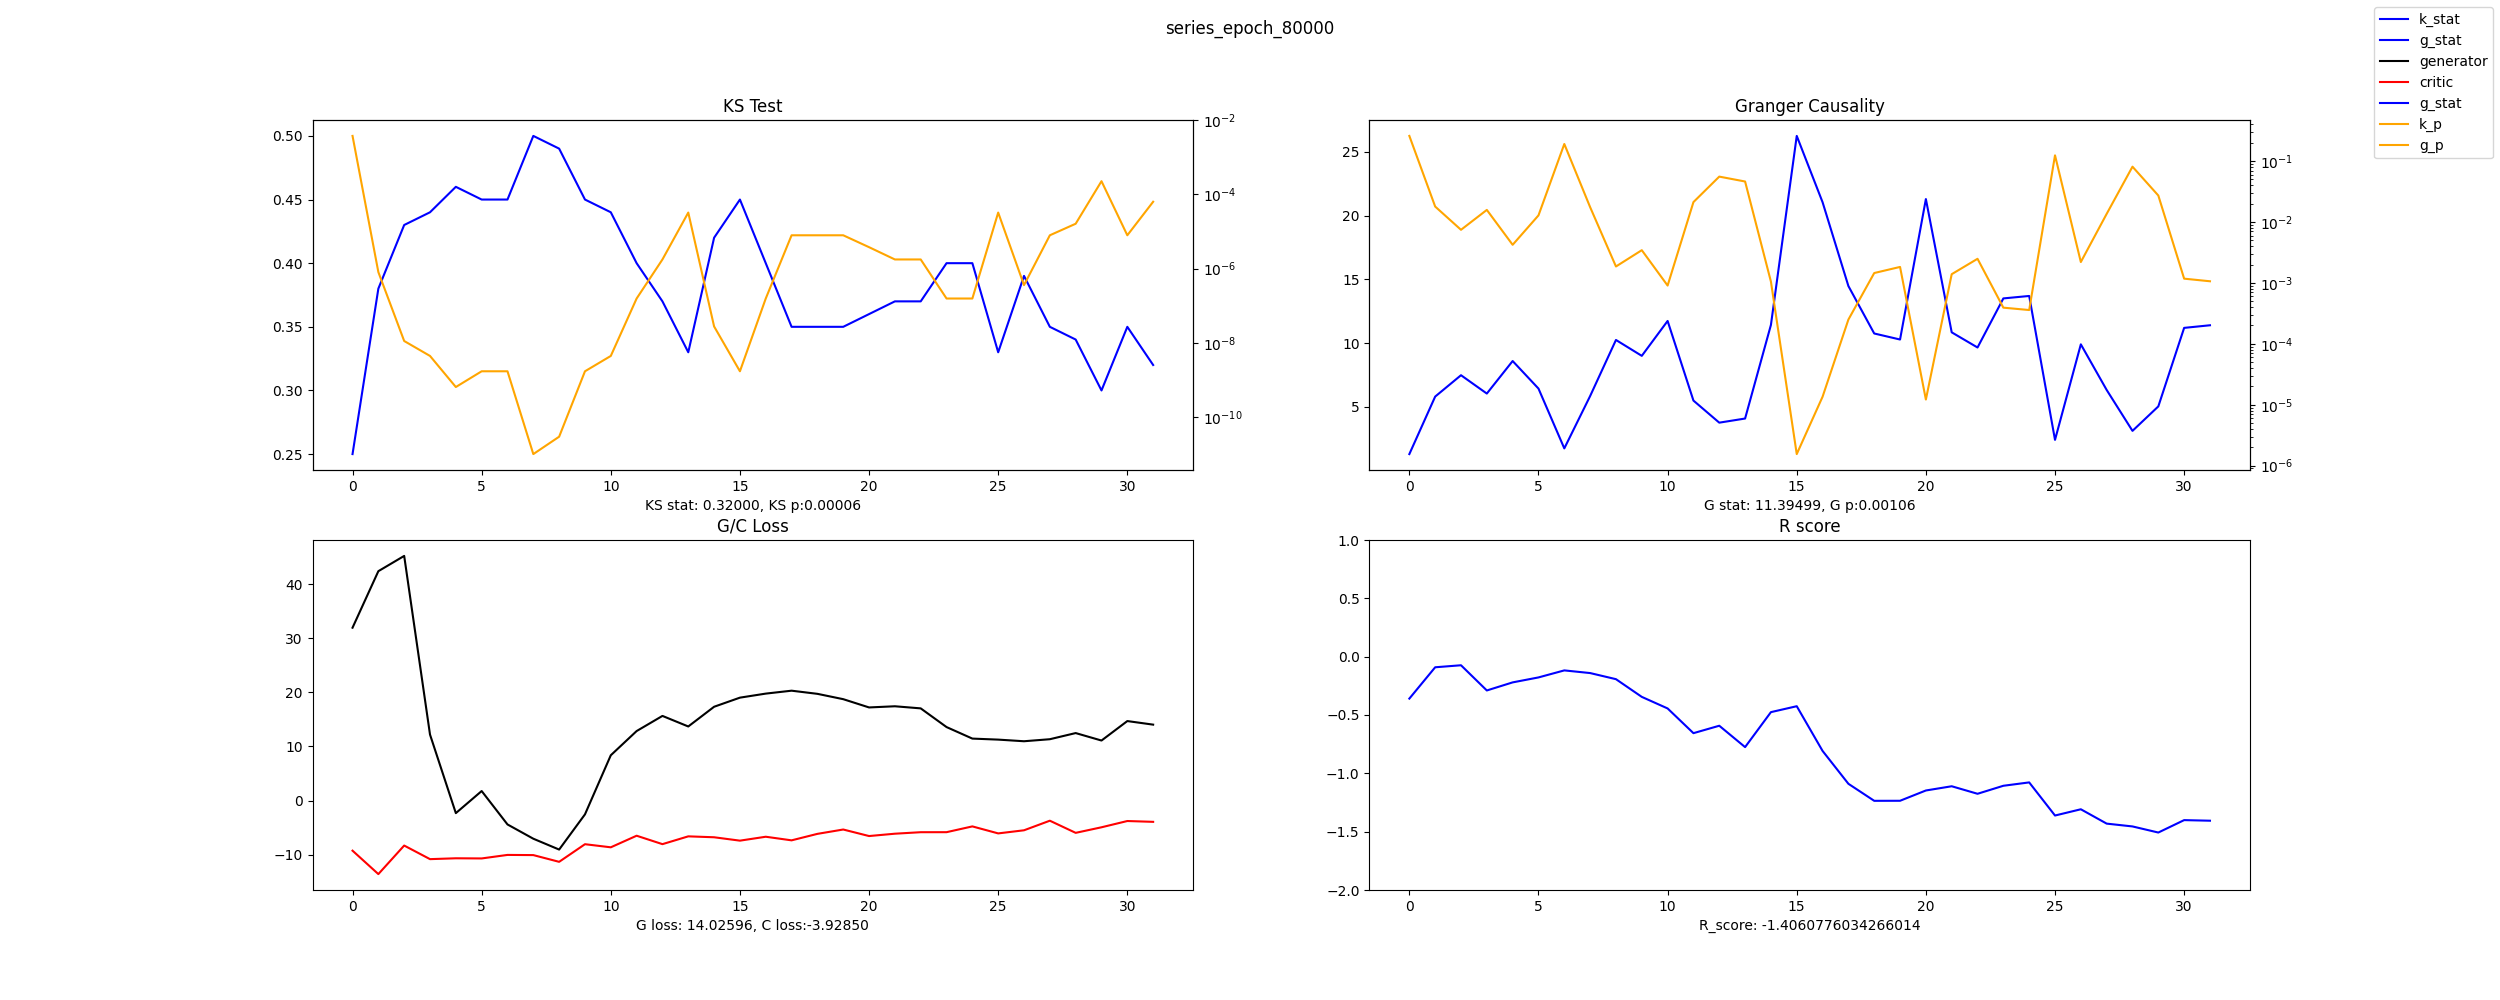 series_epoch_80000
k_stat
g_stat
generator
critic
g_stat
k_p
g_p
KS Test
0.50
0.45
0.40
0.35
0.30
0.25
10⁻²
10⁻⁴
10⁻⁶
10⁻⁸
10⁻¹⁰
0 5 10 15 20 25 30
KS stat: 0.32000, KS p:0.00006
Granger Causality
25
20
15
10
5
10⁻¹
10⁻²
10⁻³
10⁻⁴
10⁻⁵
10⁻⁶
0 5 10 15 20 25 30
G stat: 11.39499, G p:0.00106
G/C Loss
40
30
20
10
0
−10
0 5 10 15 20 25 30
G loss: 14.02596, C loss:-3.92850
R score
1.0
0.5
0.0
−0.5
−1.0
−1.5
−2.0
0 5 10 15 20 25 30
R_score: -1.4060776034266014